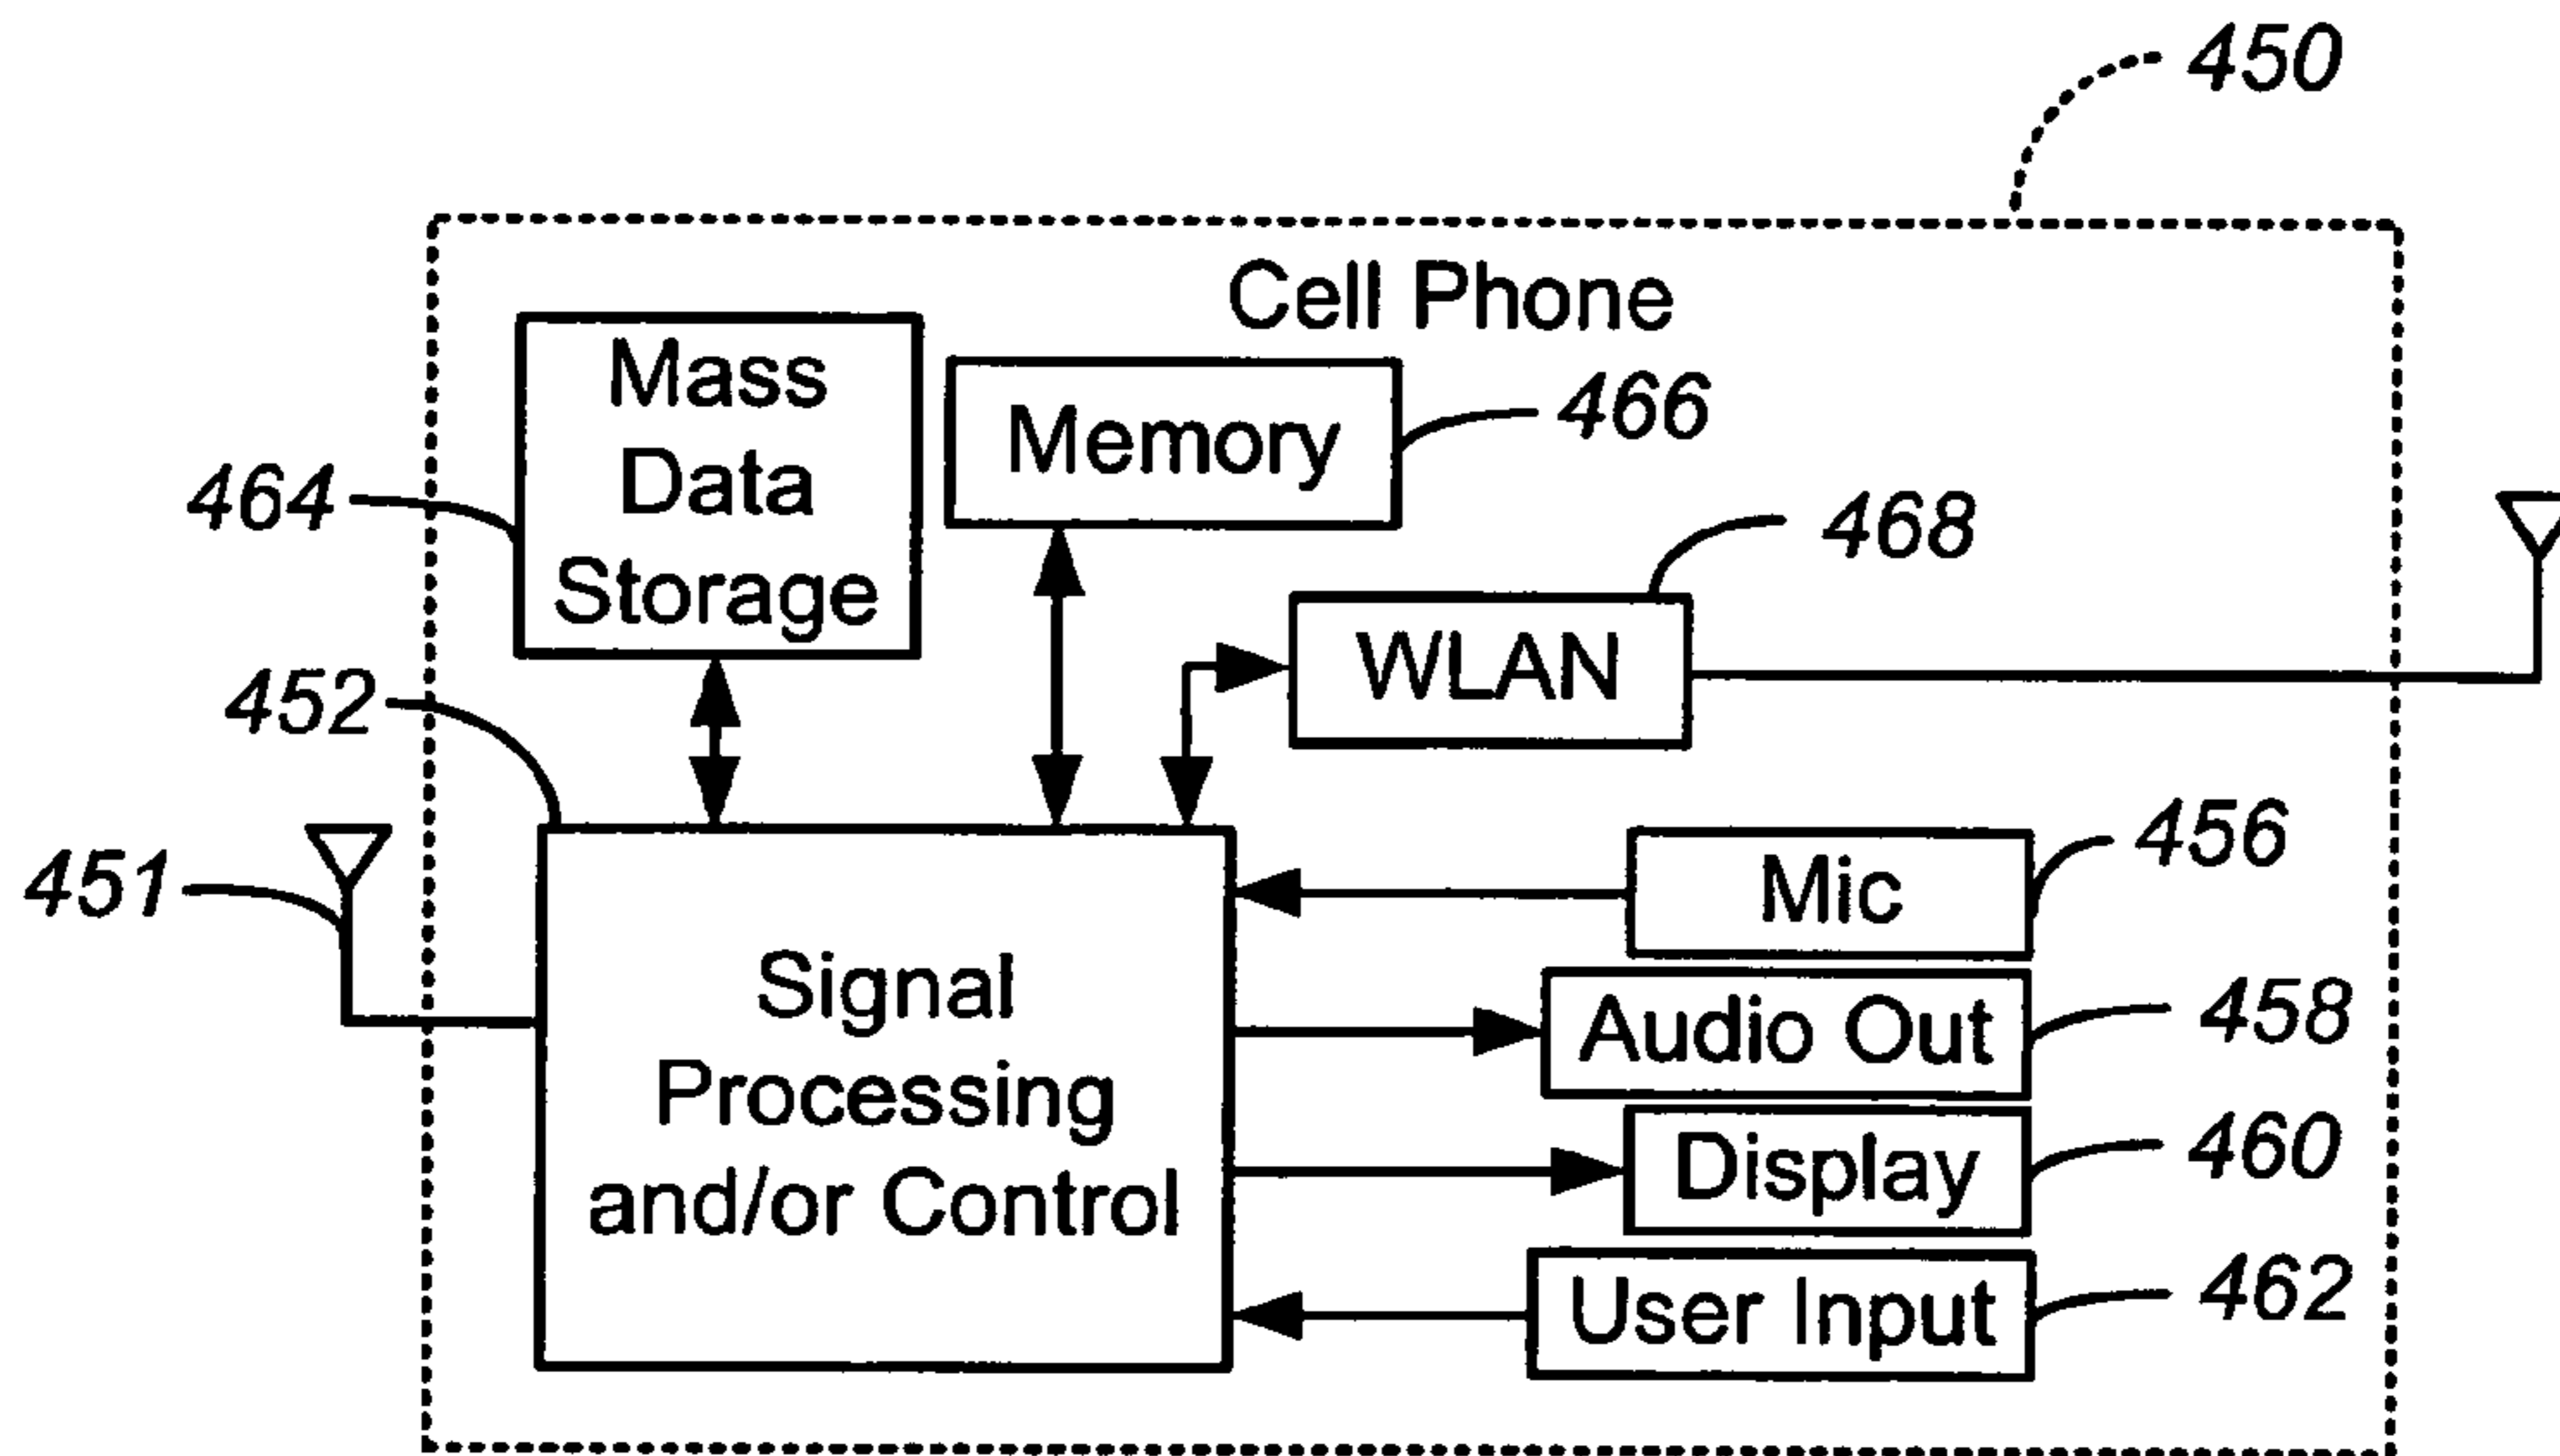 450
Cell Phone
Mass
Data
Storage
464
Memory
466
468
WLAN
452
451
Signal
Processing
and/or Control
Mic
456
Audio Out
458
Display
460
User Input
462